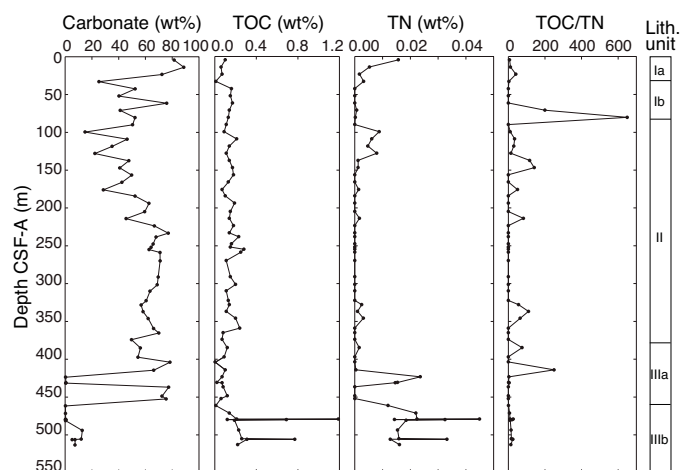 Carbonate (wt%) TOC (wt%) TN (wt%) TOC/TN Lith. unit
0 20 40 60 80 100 0.0 0.4 0.8 1.2 0.00 0.02 0.04 0 200 400 600
Depth CSF-A (m)
0
50
100
150
200
250
300
350
400
450
500
550
Ia
Ib
II
IIIa
IIIb